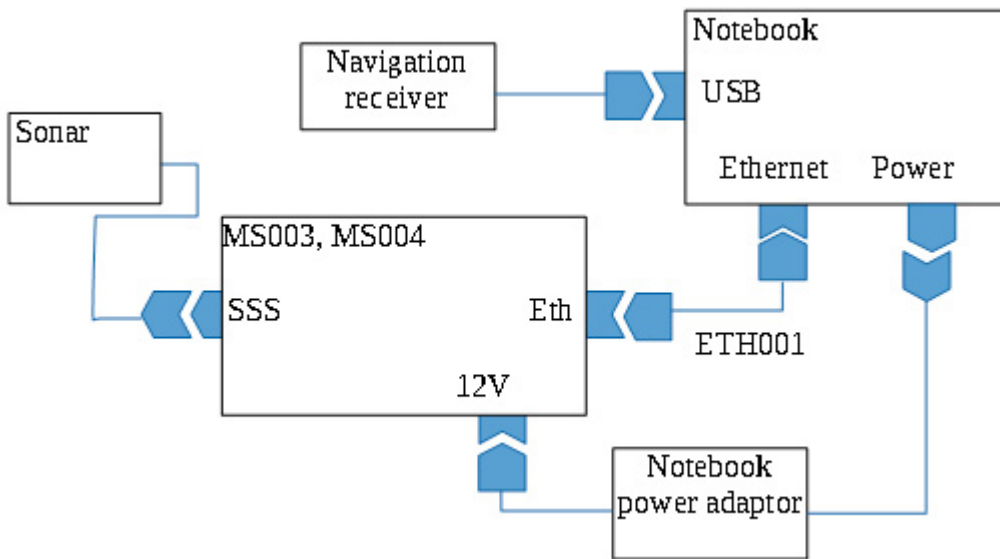 Notebook
Navigation
receiver
USB
Sonar
Ethernet
Power
MS003, MS004
SSS
Eth
ETH001
12V
Notebook
power adaptor